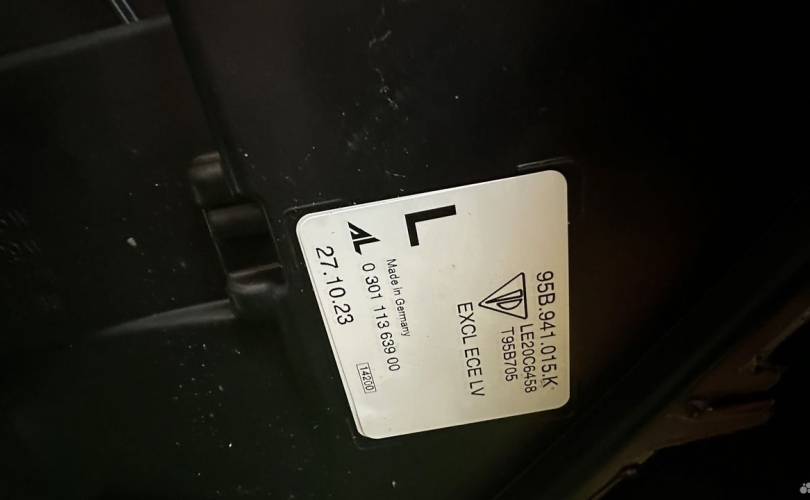 95B.941.015.K
LE20C6458
T95B705
EXCL ECE LV
L
Made in Germany
AL 0 301 113 639 00
27.10.23
14200